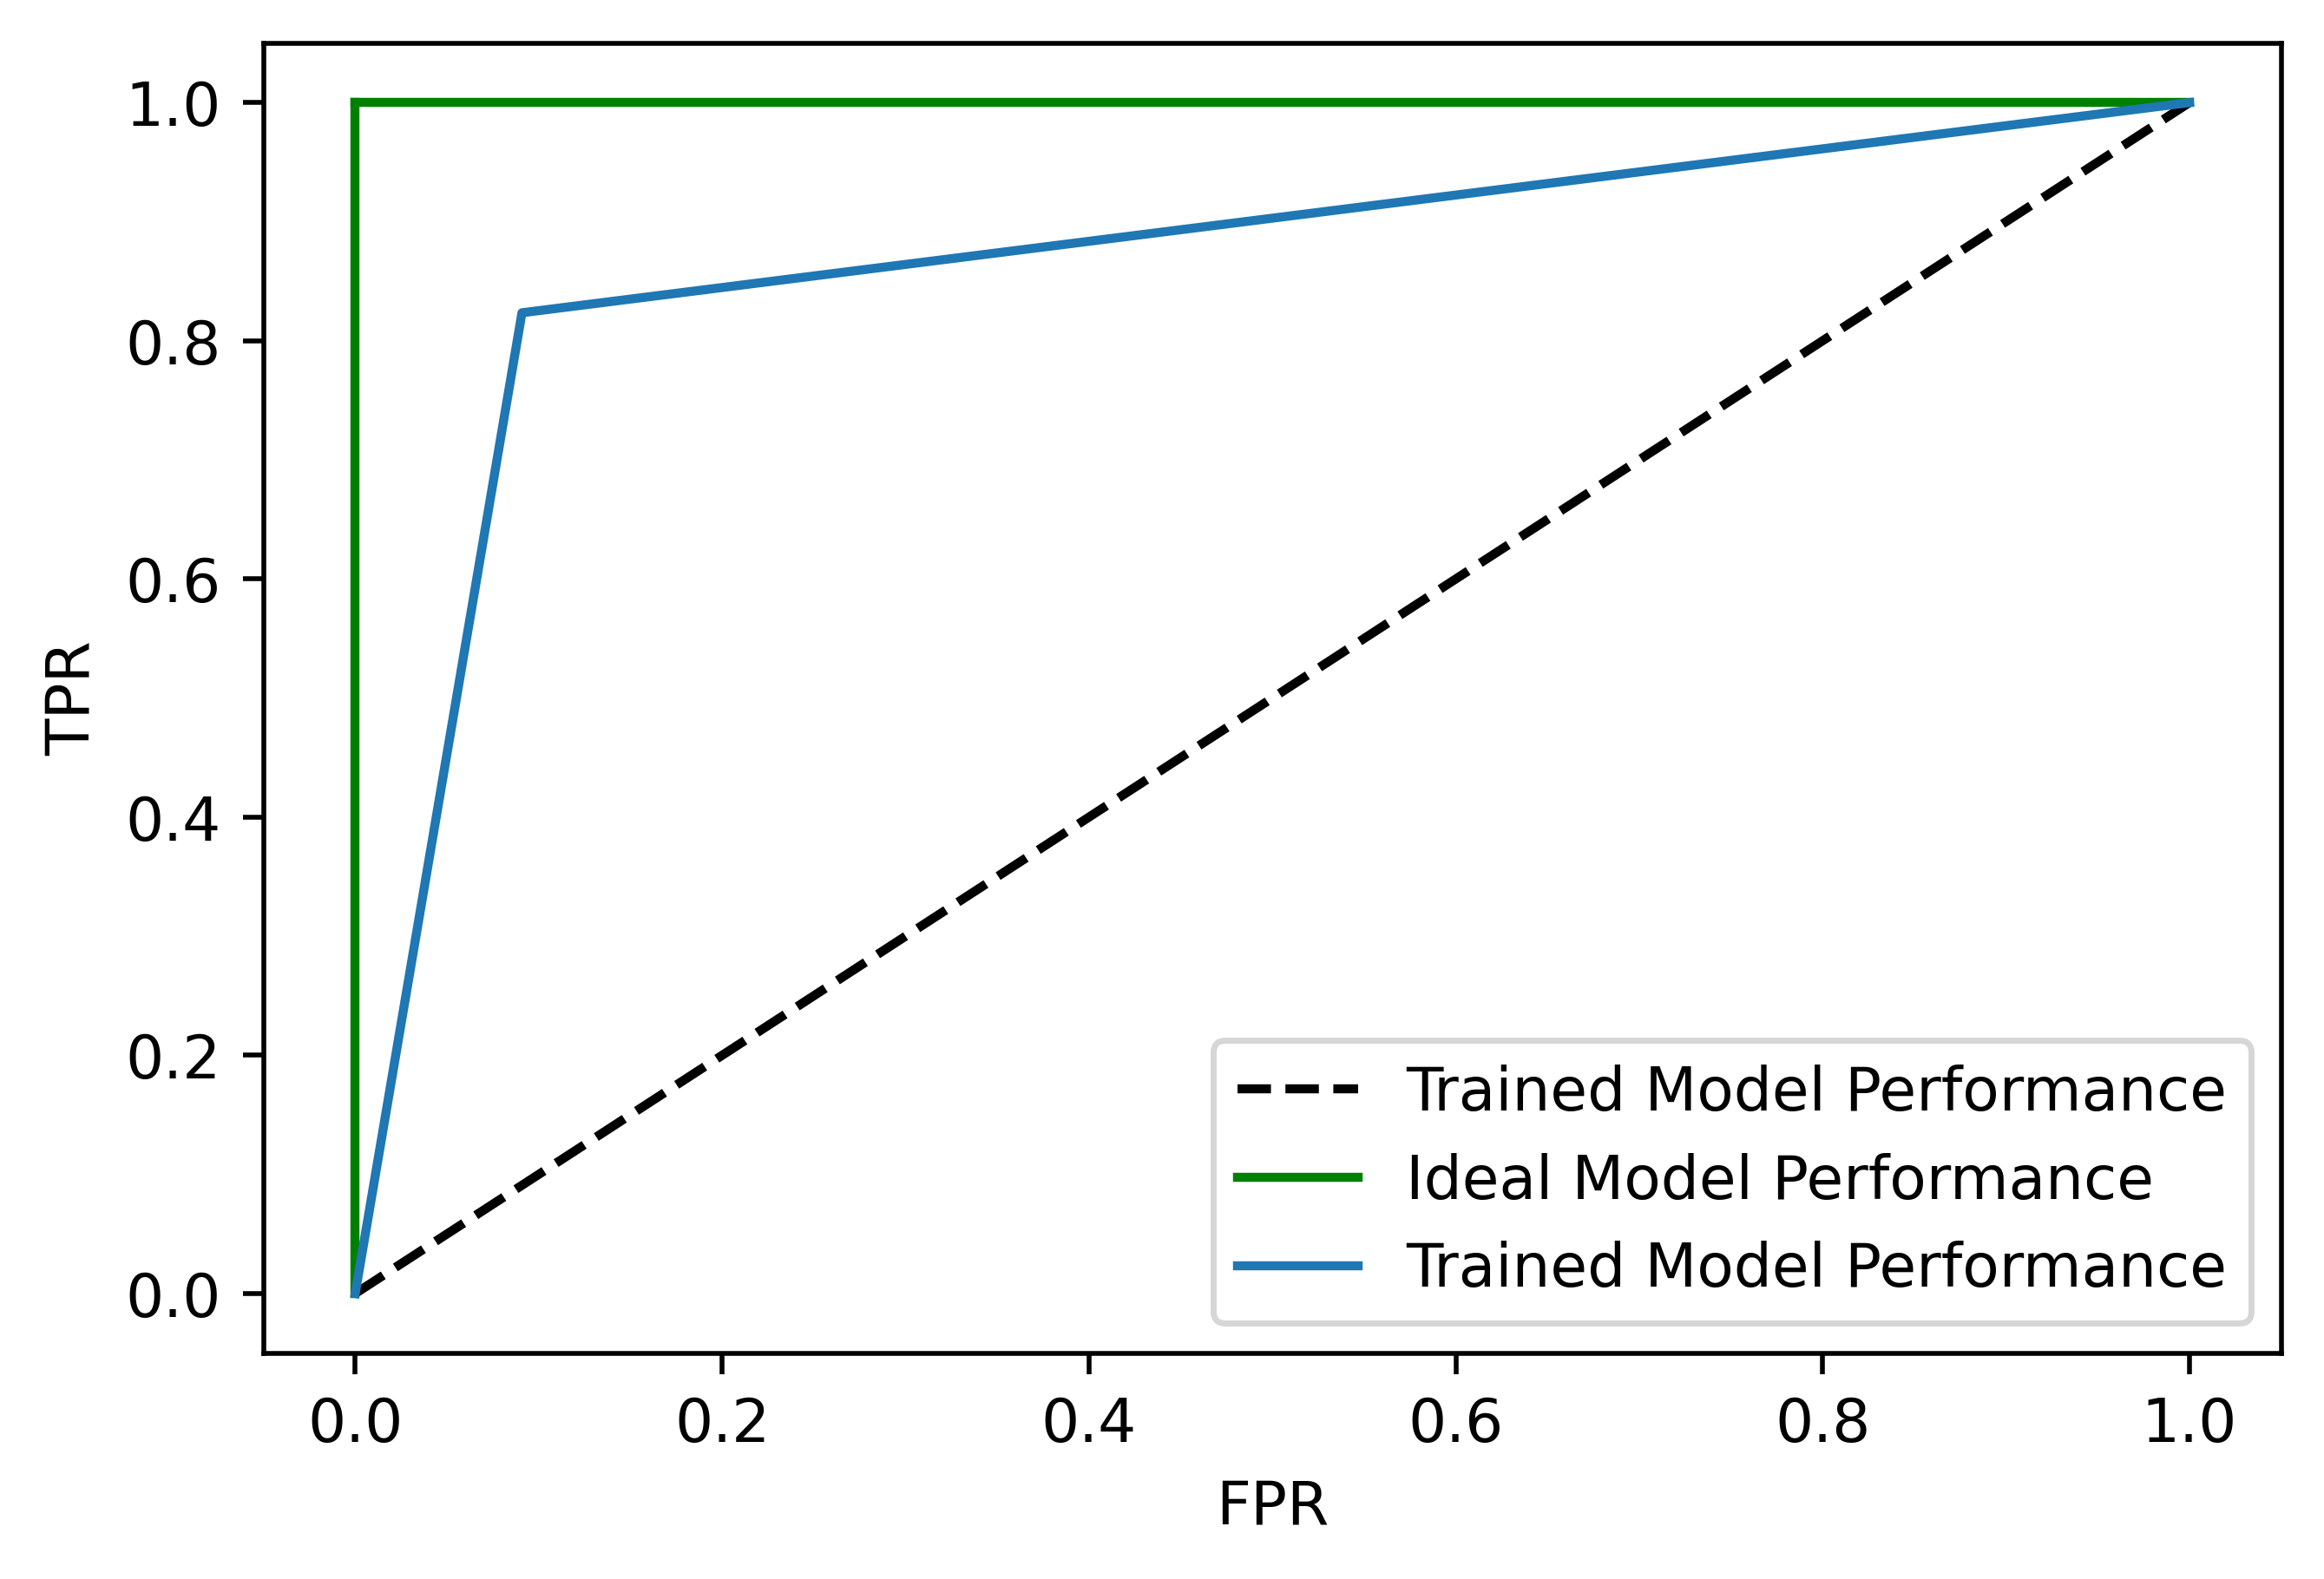 1.0
0.8
0.6
0.4
0.2
0.0
TPR
Trained Model Performance
Ideal Model Performance
Trained Model Performance
0.0 0.2 0.4 0.6 0.8 1.0
FPR